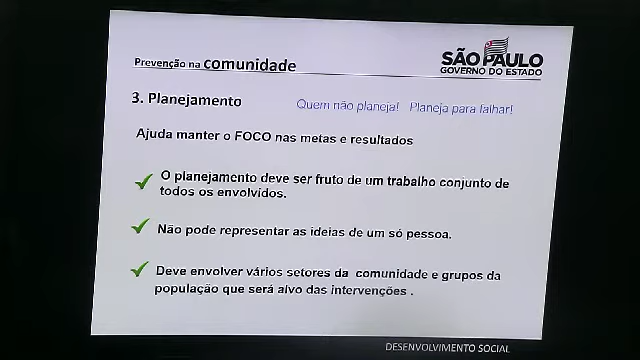 Prevenção na comunidade
SÃO PAULO
GOVERNO DO ESTADO
3. Planejamento
Quem não planeja! Planeja para falhar!
Ajuda manter o FOCO nas metas e resultados
O planejamento deve ser fruto de um trabalho conjunto de
todos os envolvidos.
Não pode representar as ideias de um só pessoa.
Deve envolver vários setores da comunidade e grupos da
população que será alvo das intervenções .
DESENVOLVIMENTO SOCIAL